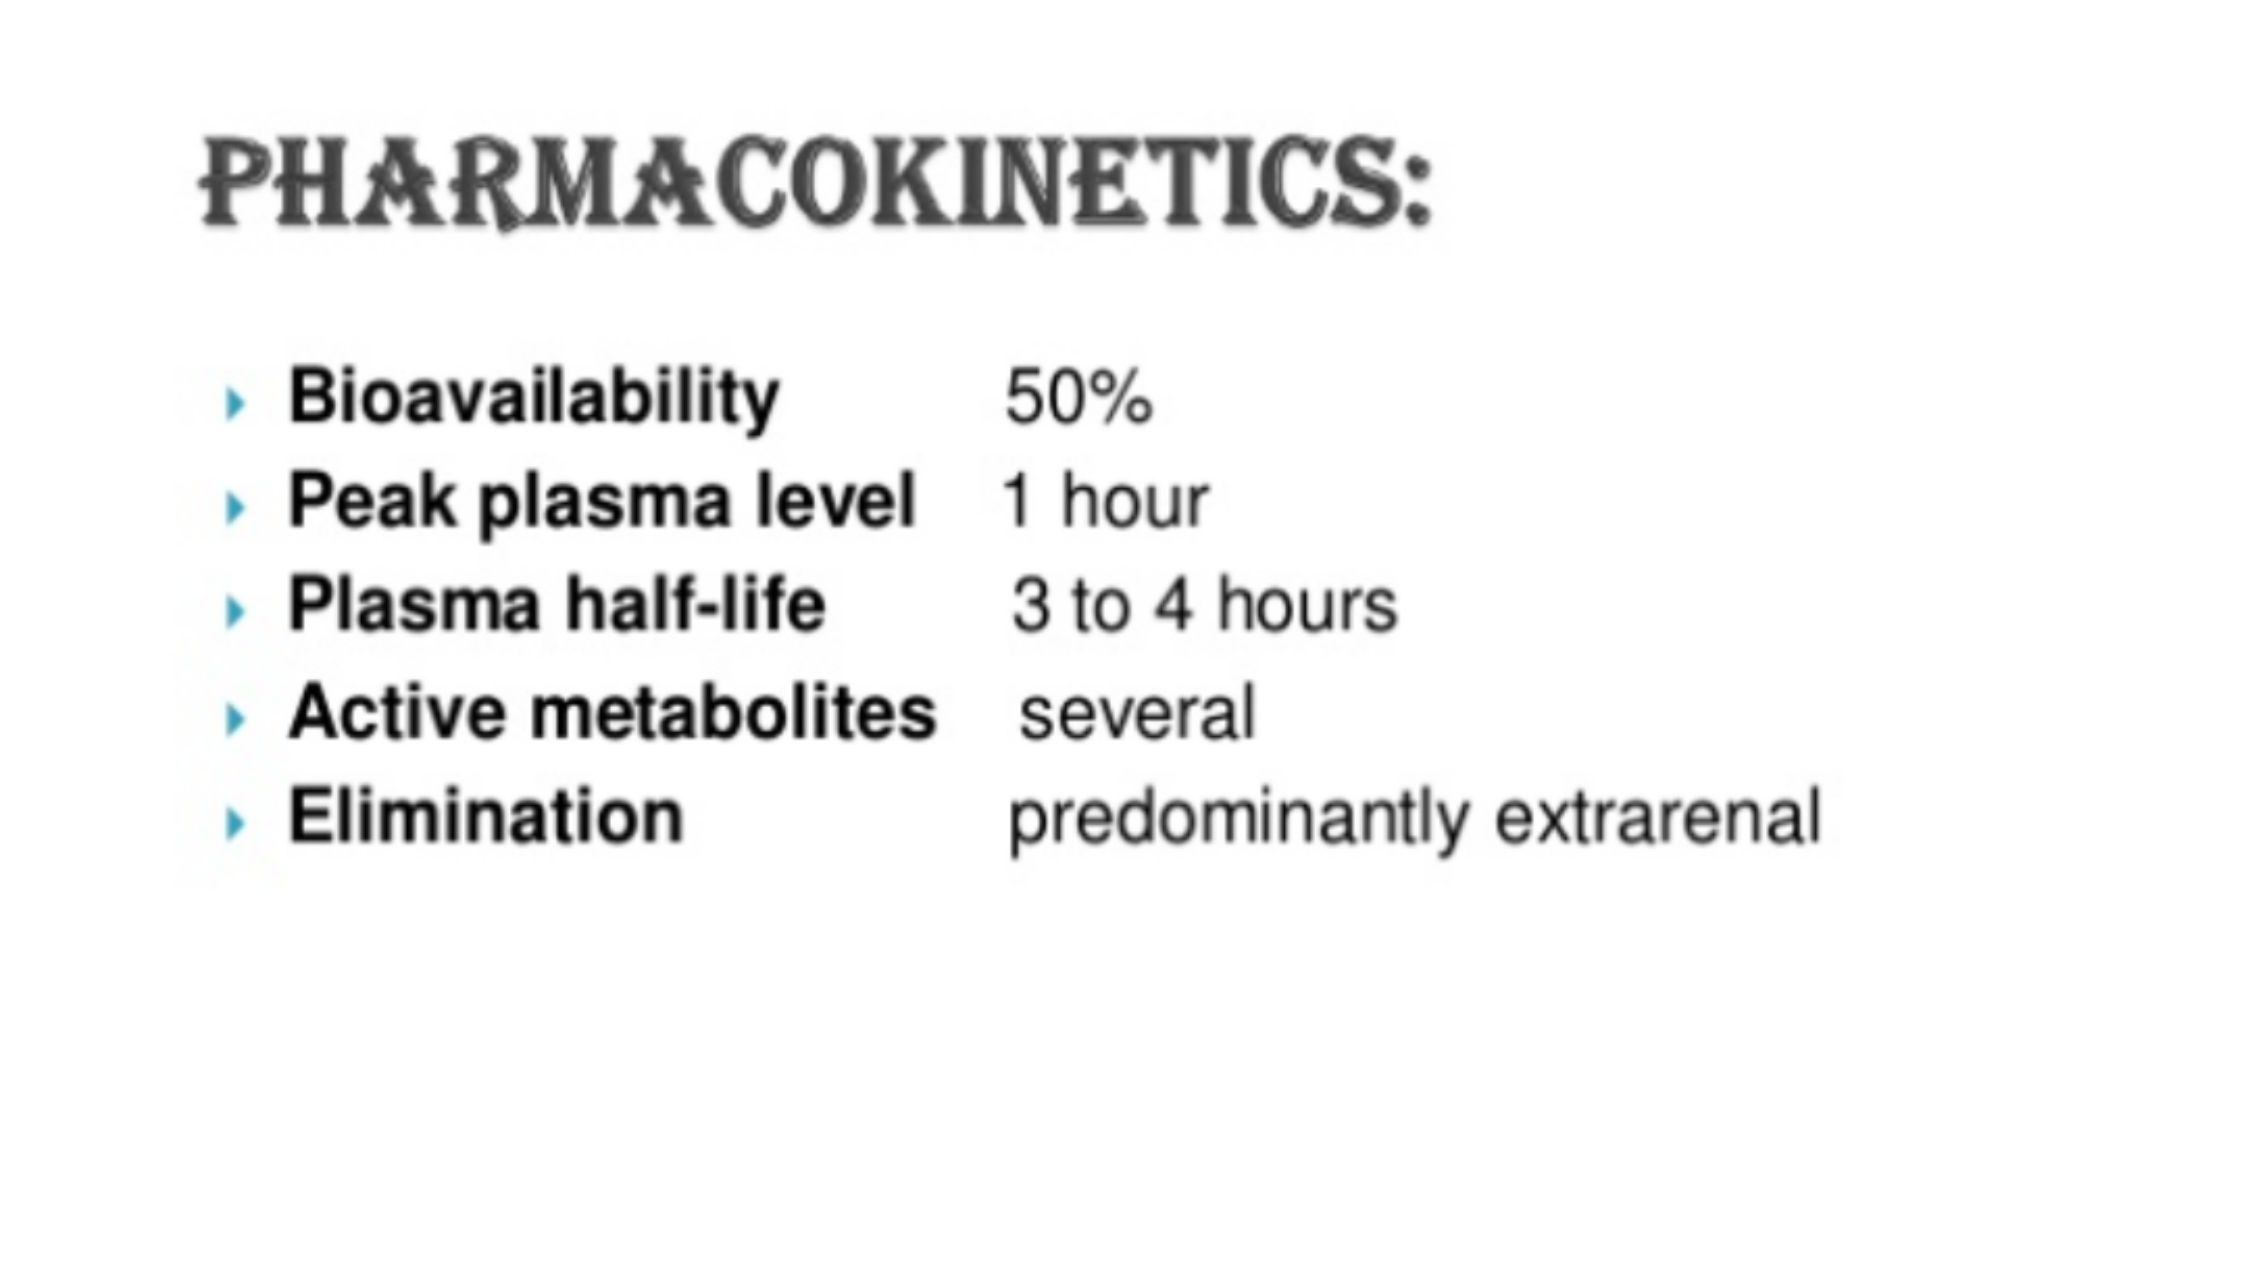 PHARMACOKINETICS:
Bioavailability 50%
Peak plasma level 1 hour
Plasma half-life 3 to 4 hours
Active metabolites several
Elimination predominantly extrarenal